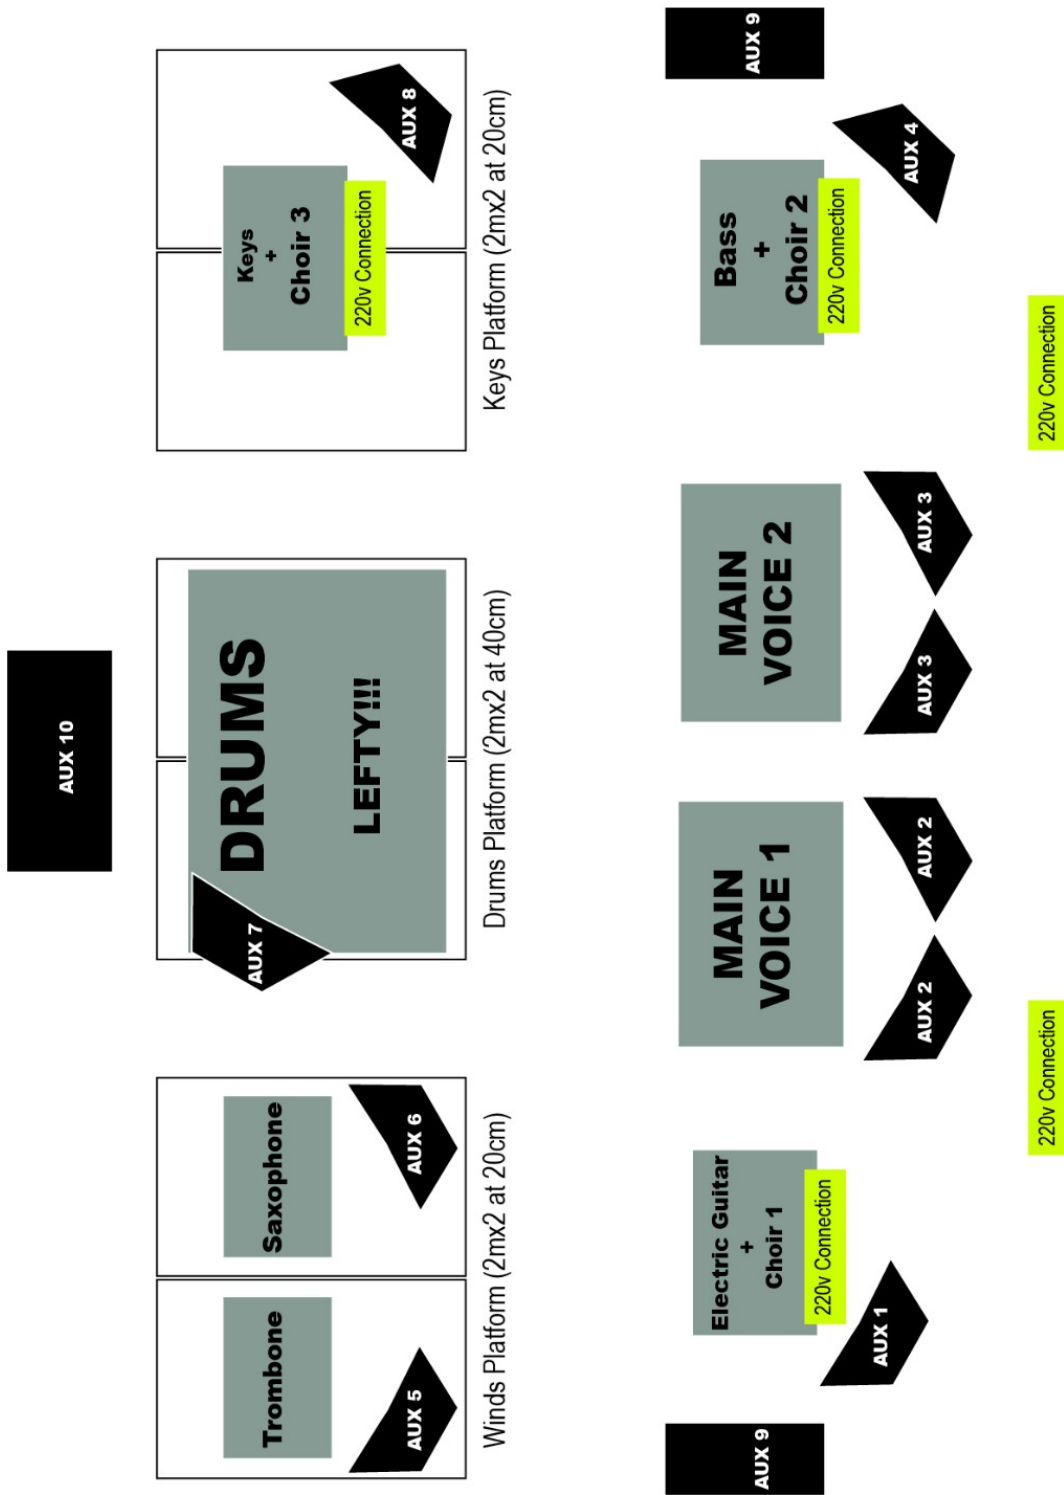 AUX 10
Trombone
AUX 5
Saxophone
AUX 6
Winds Platform (2mx2 at 20cm)
AUX 7
DRUMS
LEFTY!!!
Drums Platform (2mx2 at 40cm)
Keys
+
Choir 3
220v Connection
AUX 8
Keys Platform (2mx2 at 20cm)
AUX 9
Electric Guitar
+
Choir 1
220v Connection
AUX 1
MAIN
VOICE 1
AUX 2
AUX 2
MAIN
VOICE 2
AUX 3
AUX 3
Bass
+
Choir 2
220v Connection
AUX 4
AUX 9
220v Connection
220v Connection